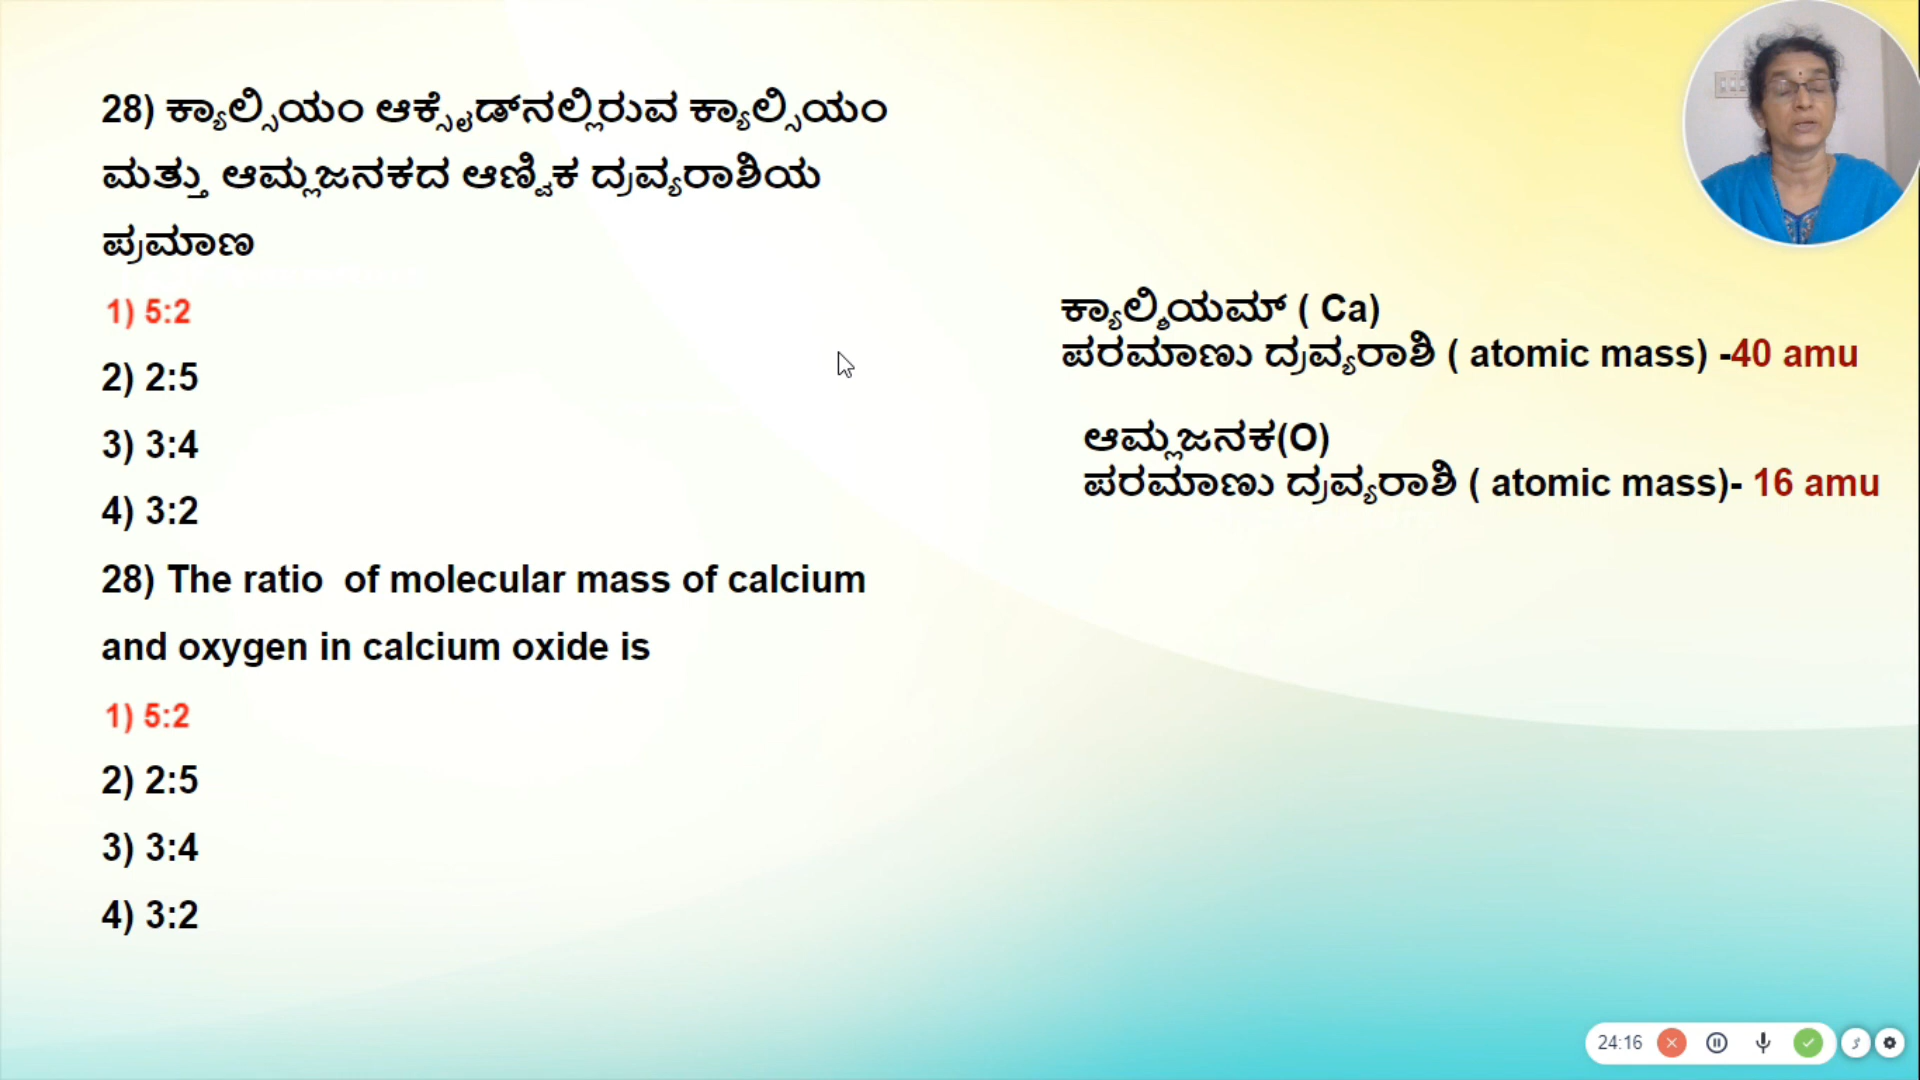 28) ಕ್ಯಾಲ್ಸಿಯಂ ಆಕ್ಸೈಡ್‌ನಲ್ಲಿರುವ ಕ್ಯಾಲ್ಸಿಯಂ
ಮತ್ತು ಆಮ್ಲಜನಕದ ಆಣ್ವಿಕ ದ್ರವ್ಯರಾಶಿಯ
ಪ್ರಮಾಣ
1) 5:2
2) 2:5
3) 3:4
4) 3:2
28) The ratio of molecular mass of calcium
and oxygen in calcium oxide is
1) 5:2
2) 2:5
3) 3:4
4) 3:2
ಕ್ಯಾಲ್ಶಿಯಮ್ ( Ca)
ಪರಮಾಣು ದ್ರವ್ಯರಾಶಿ ( atomic mass) -40 amu
ಆಮ್ಲಜನಕ(O)
ಪರಮಾಣು ದ್ರವ್ಯರಾಶಿ ( atomic mass)- 16 amu
24:16